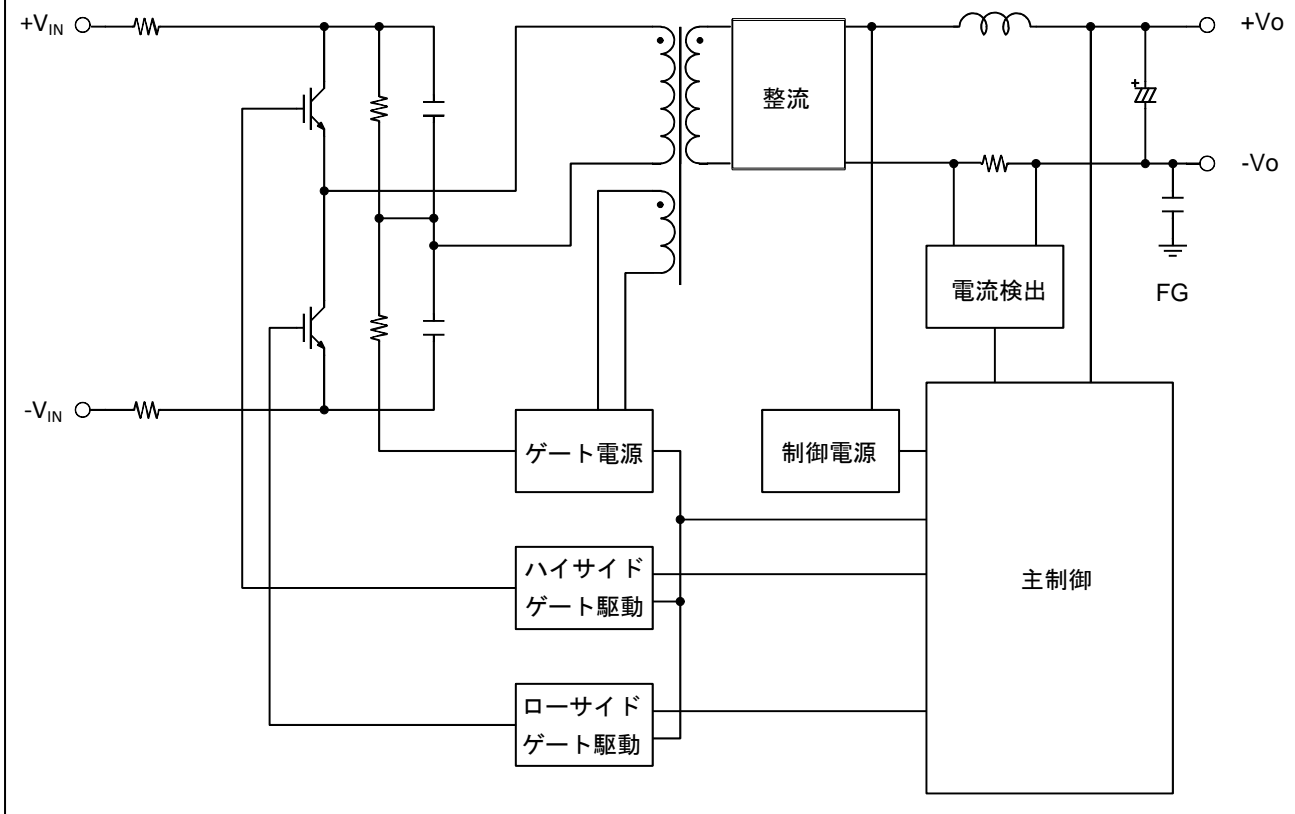 +V_IN
+Vo
整流
-Vo
電流検出
FG
-V_IN
ゲート電源
制御電源
ハイサイド
ゲート駆動
主制御
ローサイド
ゲート駆動
+